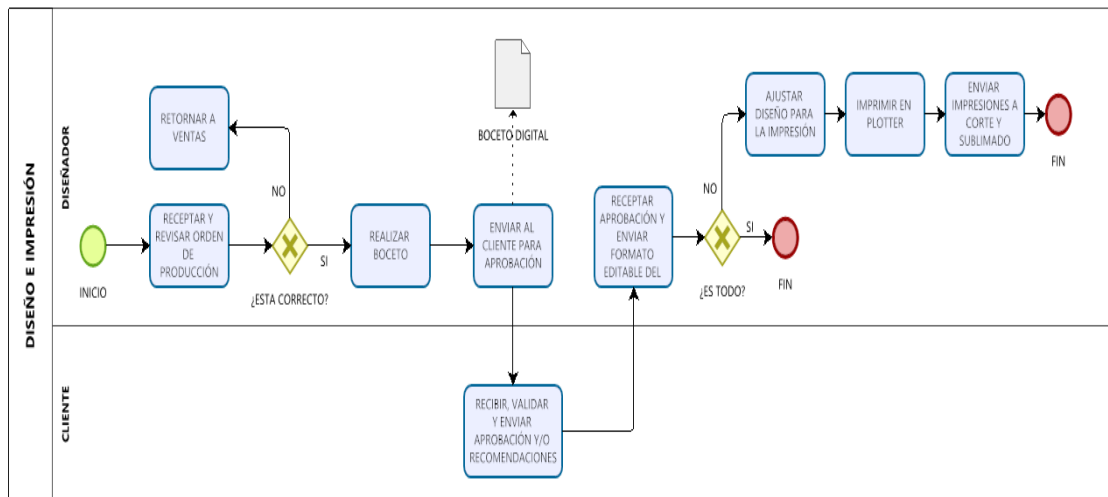 DISEÑO E IMPRESIÓN
DISEÑADOR
INICIO
RECEPTAR Y
REVISAR ORDEN
DE
PRODUCCIÓN
¿ESTA CORRECTO?
NO
RETORNAR A
VENTAS
SI
REALIZAR
BOCETO
ENVIAR AL
CLIENTE PARA
APROBACIÓN
BOCETO DIGITAL
RECEPTAR
APROBACIÓN Y
ENVIAR
FORMATO
EDITABLE DEL
¿ES TODO?
SI
FIN
NO
AJUSTAR
DISEÑO PARA
LA IMPRESIÓN
IMPRIMIR EN
PLOTTER
ENVIAR
IMPRESIONES A
CORTE Y
SUBLIMADO
FIN
CLIENTE
RECIBIR, VALIDAR
Y ENVIAR
APROBACIÓN Y/O
RECOMENDACIONES